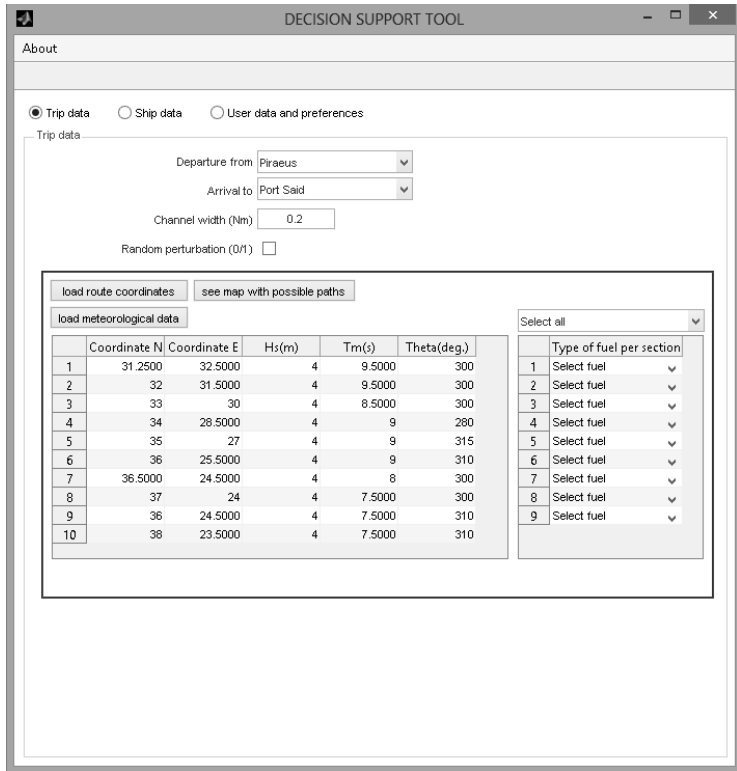 DECISION SUPPORT TOOL
About
Trip data Ship data User data and preferences
Trip data
Departure from Piraeus
Arrival to Port Said
Channel width (Nm) 0.2
Random perturbation (0/1)
load route coordinates see map with possible paths
load meteorological data Select all
Coordinate N Coordinate E Hs(m) Tm(s) Theta(deg.) Type of fuel per section
1 31.2500 32.5000 4 9.5000 300 1 Select fuel
2 32 31.5000 4 9.5000 300 2 Select fuel
3 33 30 4 8.5000 300 3 Select fuel
4 34 28.5000 4 9 280 4 Select fuel
5 35 27 4 9 315 5 Select fuel
6 36 25.5000 4 9 310 6 Select fuel
7 36.5000 24.5000 4 8 300 7 Select fuel
8 37 24 4 7.5000 300 8 Select fuel
9 36 24.5000 4 7.5000 310 9 Select fuel
10 38 23.5000 4 7.5000 310